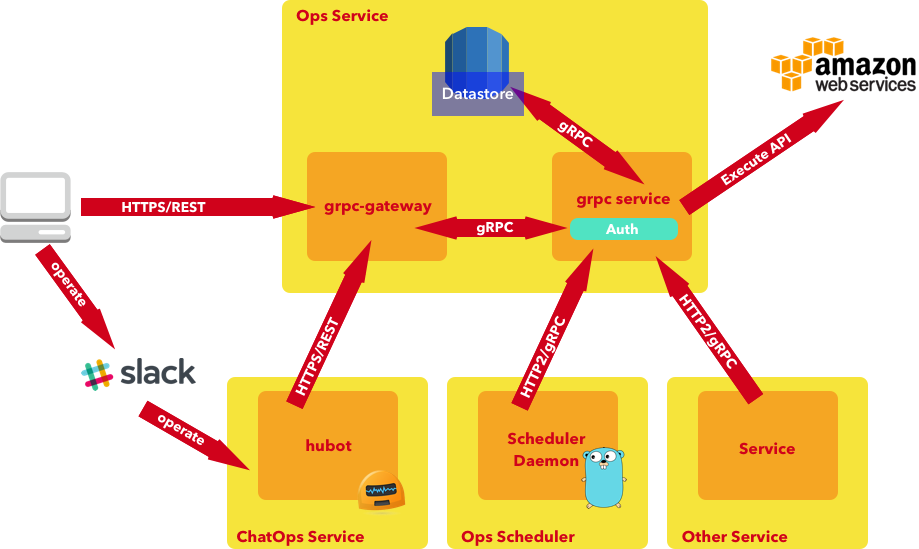 Ops Service
Datastore
amazon
web services
gRPC
Execute API
grpc-gateway
grpc service
Auth
HTTPS/REST
gRPC
operate
slack
operate
HTTPS/REST
HTTP2/gRPC
HTTP2/gRPC
hubot
Scheduler
Daemon
Service
ChatOps Service
Ops Scheduler
Other Service